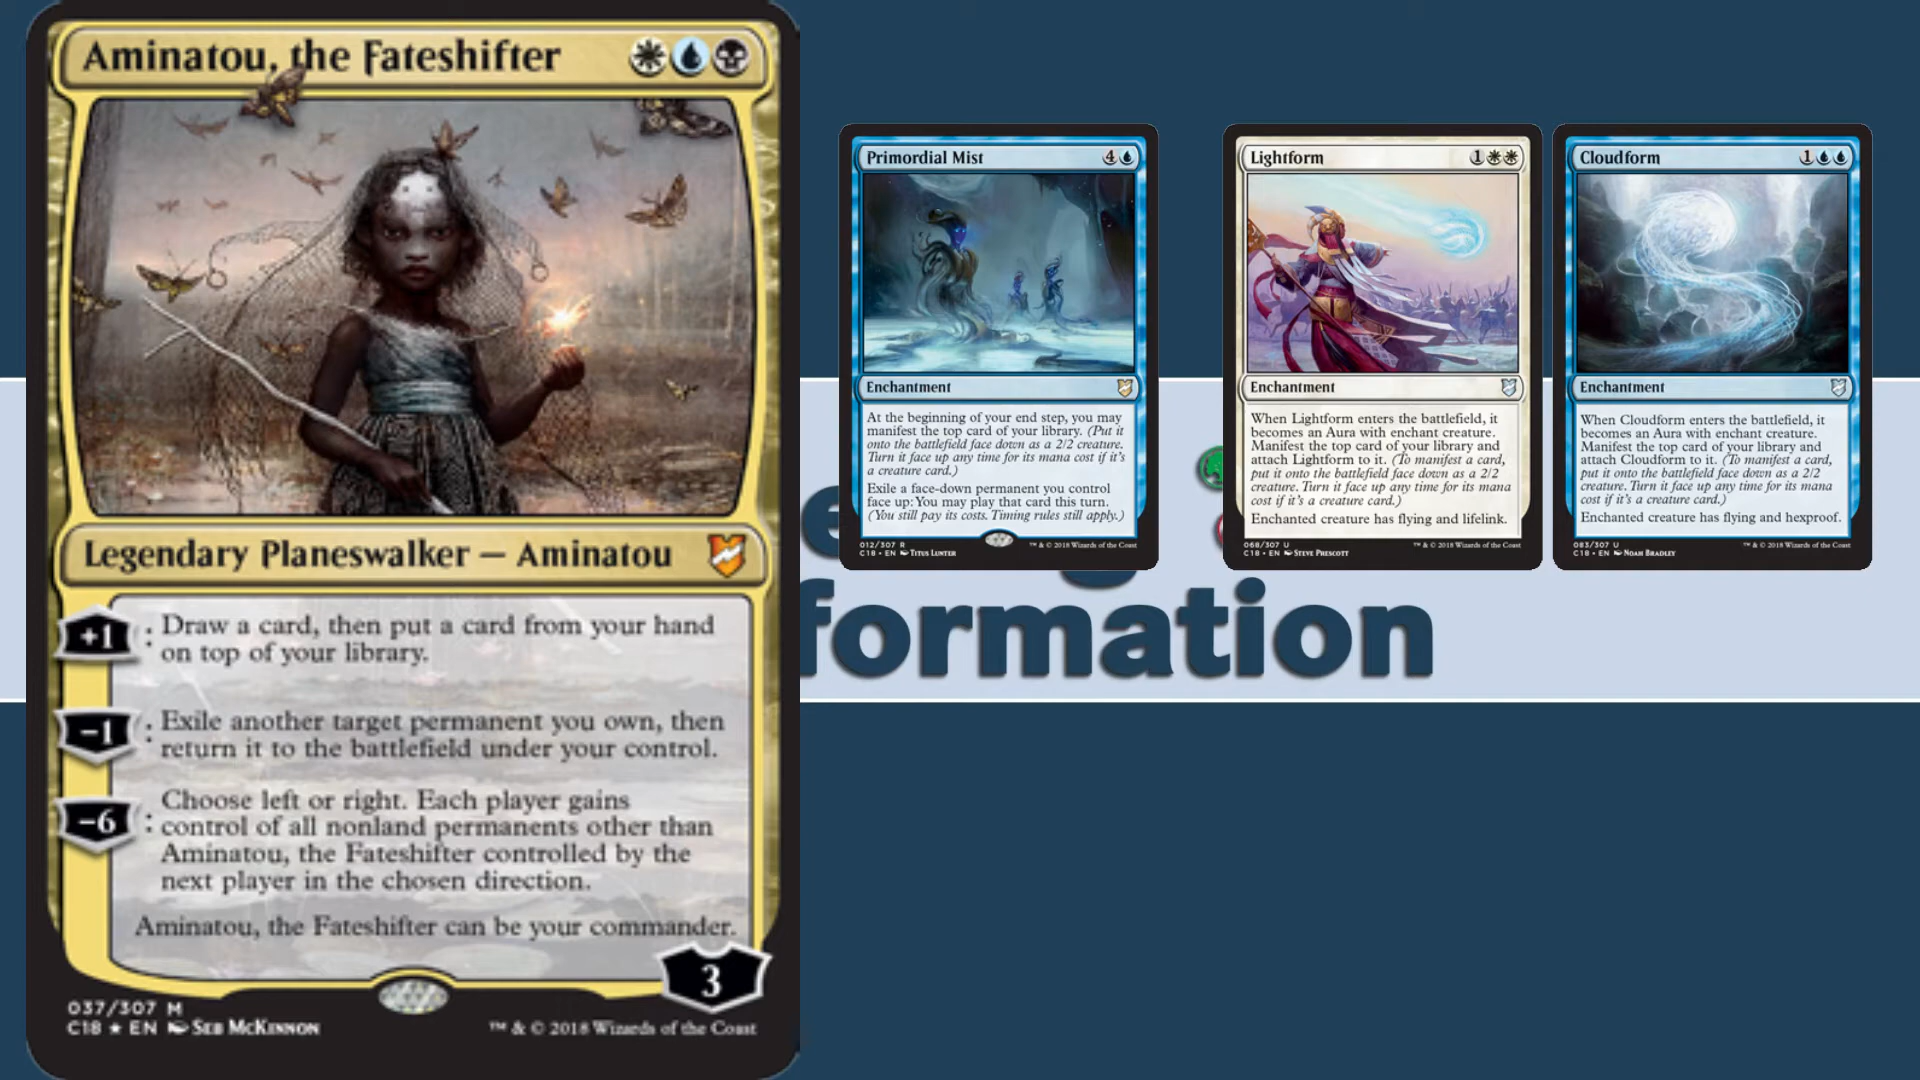 Aminatou, the Fateshifter
Legendary Planeswalker — Aminatou
+1: Draw a card, then put a card from your hand
on top of your library.
−1: Exile another target permanent you own, then
return it to the battlefield under your control.
−6: Choose left or right. Each player gains
control of all nonland permanents other than
Aminatou, the Fateshifter controlled by the
next player in the chosen direction.
Aminatou, the Fateshifter can be your commander.
3
037/307 M
C18 ★ EN Seb McKinnon
™ & © 2018 Wizards of the Coast
Primordial Mist 4
Enchantment
At the beginning of your end step, you may
manifest the top card of your library. (Put it
onto the battlefield face down as a 2/2 creature.
Turn it face up any time for its mana cost if it's
a creature card.)
Exile a face-down permanent you control
face up: You may play that card this turn.
(You still pay its costs. Timing rules still apply.)
012/307 R
C18 • EN Titus Lunter
™ & © 2018 Wizards of the Coast
Lightform 1
Enchantment
When Lightform enters the battlefield, it
becomes an Aura with enchant creature.
Manifest the top card of your library and
attach Lightform to it. (To manifest a card,
put it onto the battlefield face down as a 2/2
creature. Turn it face up any time for its mana
cost if it's a creature card.)
Enchanted creature has flying and lifelink.
068/307 U
C18 • EN Steve Prescott
™ & © 2018 Wizards of the Coast
Cloudform 1
Enchantment
When Cloudform enters the battlefield, it
becomes an Aura with enchant creature.
Manifest the top card of your library and
attach Cloudform to it. (To manifest a card,
put it onto the battlefield face down as a 2/2
creature. Turn it face up any time for its mana
cost if it's a creature card.)
Enchanted creature has flying and hexproof.
083/307 U
C18 • EN Noah Bradley
™ & © 2018 Wizards of the Coast
formation